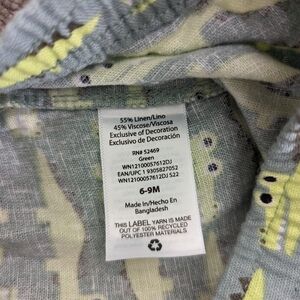 55% Linen/Lino
45% Viscose/Viscosa
Exclusive of Decoration
Exclusivo de Decoración
RN# 52469
Green
WN12100057612DJ
EAN/UPC 1 9305827052
WN12100057612DJ S22
6-9M
Made In/Hecho En
Bangladesh
THIS LABEL YARN IS MADE
OUT OF 100% RECYCLED
POLYESTER MATERIALS